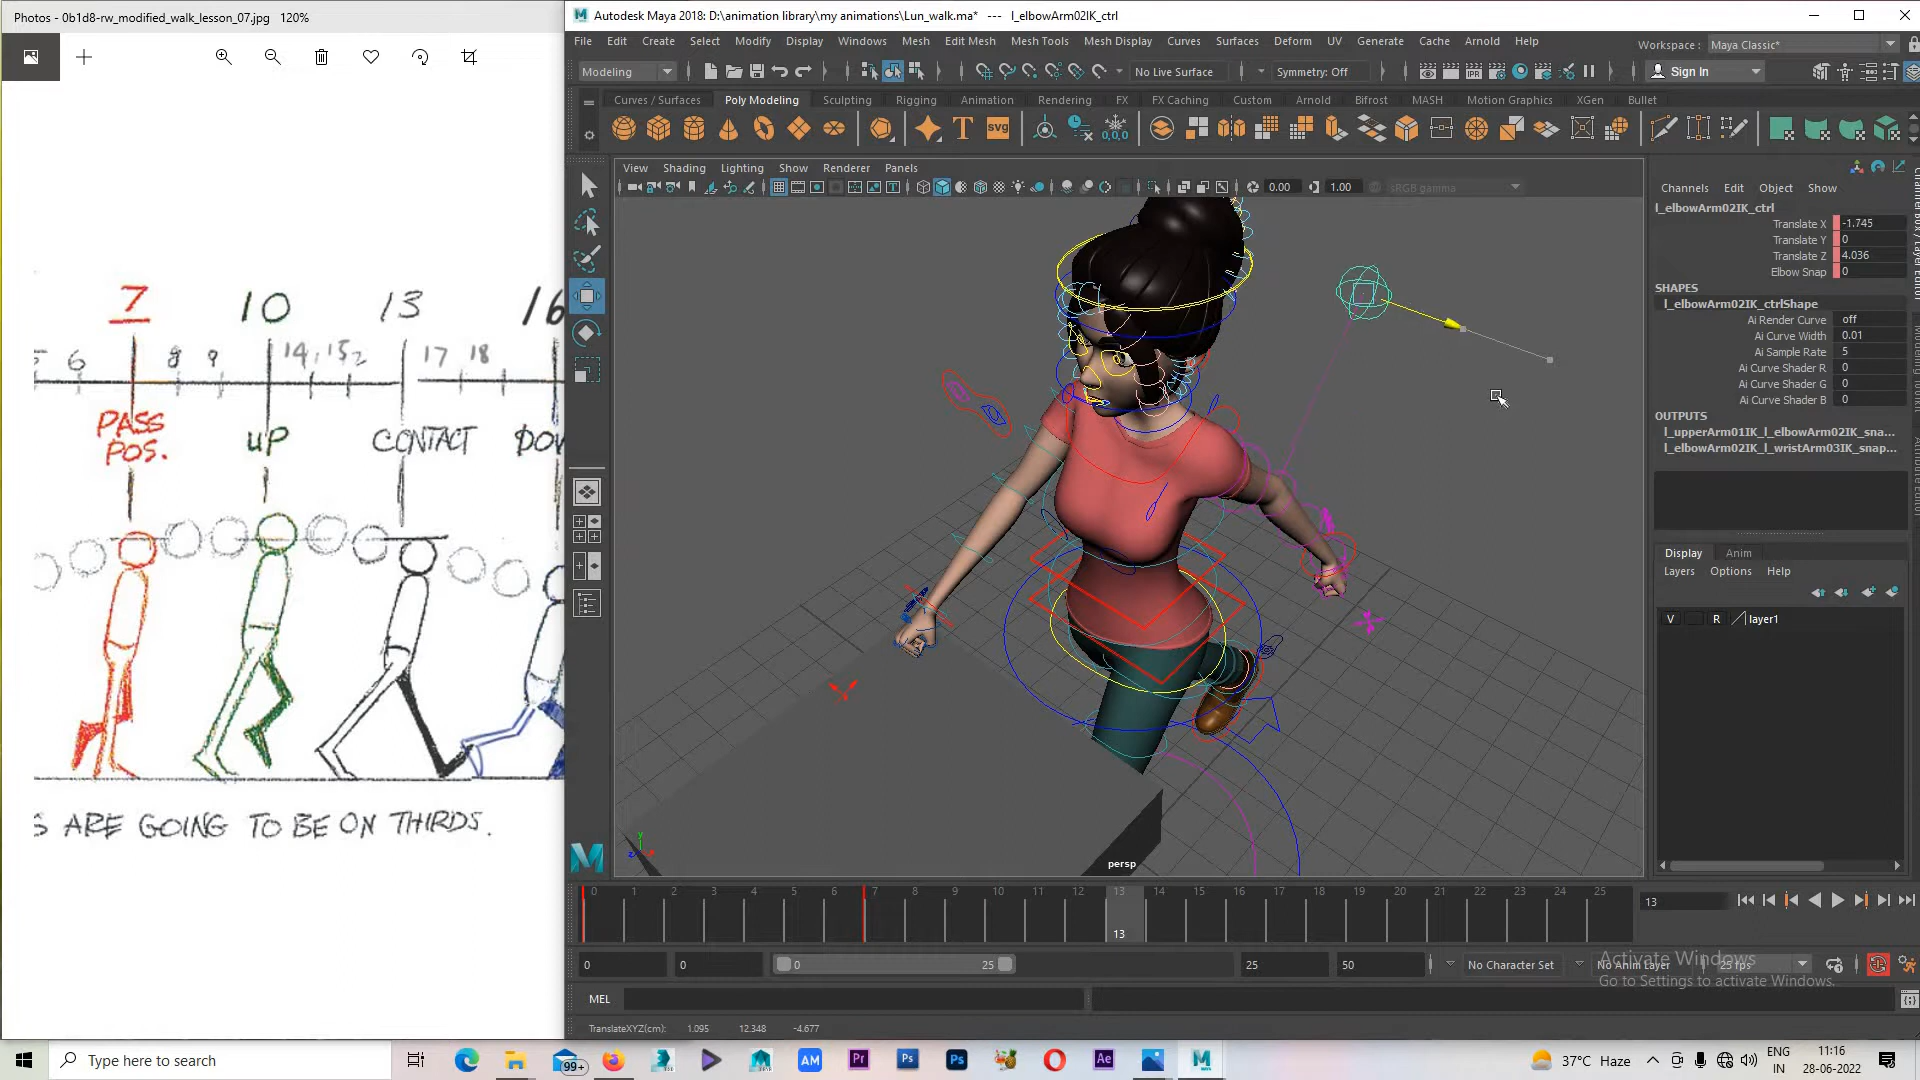 Photos - 0b1d8-rw_modified_walk_lesson_07.jpg 120%
7 10 13 16
6 8 9 14 15 17 18
PASS POS. UP CONTACT
ARE GOING TO BE ON THIRDS.
Autodesk Maya 2018: D:\animation library\my animations\Lun_walk.ma* --- l_elbowArm02IK_ctrl
File Edit Create Select Modify Display Windows Mesh Edit Mesh Mesh Tools Mesh Display Curves Surfaces Deform UV Generate Cache Arnold Help
Workspace : Maya Classic*
Modeling
No Live Surface
Symmetry: Off
Sign In
Curves / Surfaces Poly Modeling Sculpting Rigging Animation Rendering FX FX Caching Custom Arnold Bifrost MASH Motion Graphics XGen Bullet
View Shading Lighting Show Renderer Panels
0.00 1.00 sRGB gamma
persp
Channels Edit Object Show
l_elbowArm02IK_ctrl
Translate X -1.745
Translate Y 0
Translate Z 4.036
Elbow Snap 0
SHAPES
l_elbowArm02IK_ctrlShape
Ai Render Curve off
Ai Curve Width 0.01
Ai Sample Rate 5
Ai Curve Shader R 0
Ai Curve Shader G 0
Ai Curve Shader B 0
OUTPUTS
l_upperArm01IK_l_elbowArm02IK_sna...
l_elbowArm02IK_l_wristArm03IK_snap...
Display Anim
Layers Options Help
V R layer1
0 1 2 3 4 5 6 7 8 9 10 11 12 13 14 15 16 17 18 19 20 21 22 23 24 25
13
13
0 0 0 25 25 50
No Character Set
No Anim Layer
25 fps
Activate Windows
Go to Settings to activate Windows.
MEL
TranslateXYZ(cm): 1.095 12.348 -4.677
Type here to search
99+
37°C Haze
ENG
IN
11:16
28-06-2022